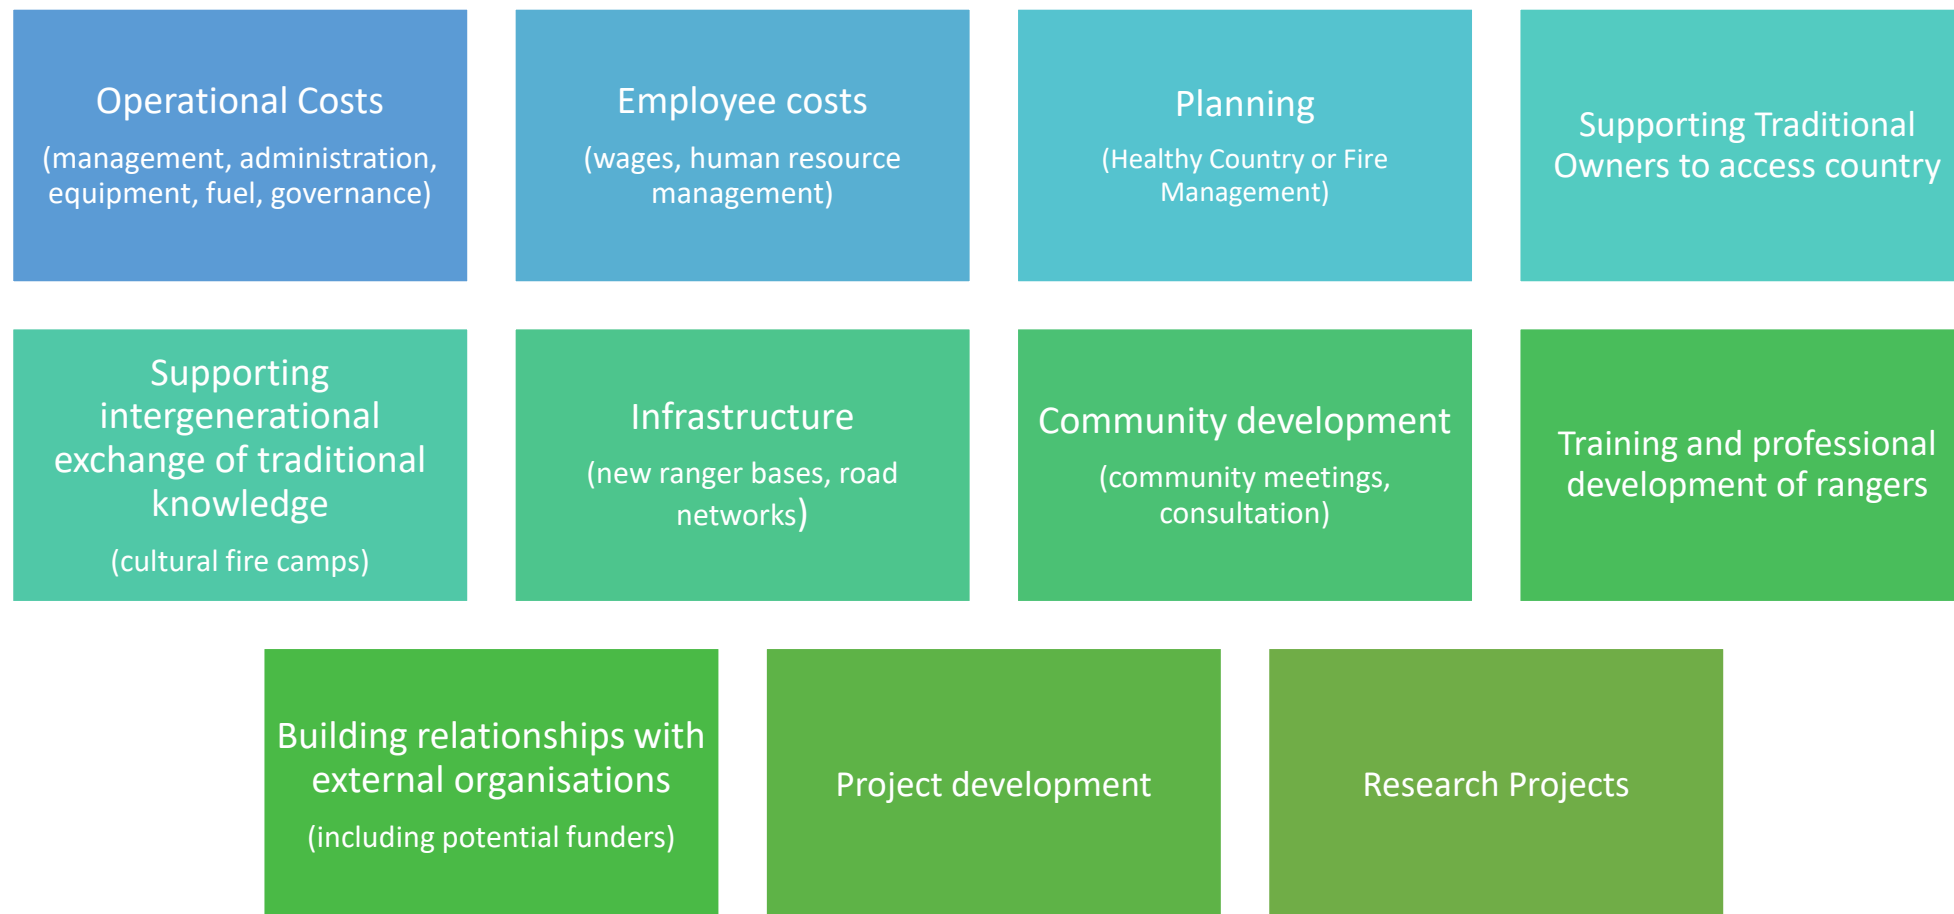 Operational Costs
(management, administration,
equipment, fuel, governance)
Employee costs
(wages, human resource
management)
Planning
(Healthy Country or Fire
Management)
Supporting Traditional
Owners to access country
Supporting
intergenerational
exchange of traditional
knowledge
(cultural fire camps)
Infrastructure
(new ranger bases, road
networks)
Community development
(community meetings,
consultation)
Training and professional
development of rangers
Building relationships with
external organisations
(including potential funders)
Project development
Research Projects